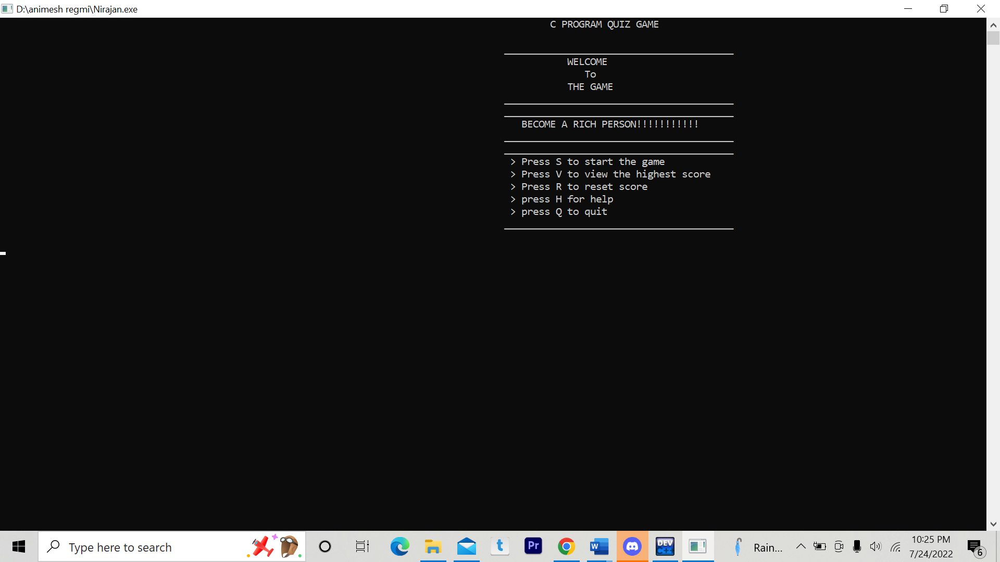 D:\animesh regmi\Nirajan.exe
C PROGRAM QUIZ GAME
WELCOME
To
THE GAME
BECOME A RICH PERSON!!!!!!!!!!!
> Press S to start the game
> Press V to view the highest score
> Press R to reset score
> press H for help
> press Q to quit
Type here to search
t
Pr
W
DEV
C++
Rain...
10:25 PM
7/24/2022
6